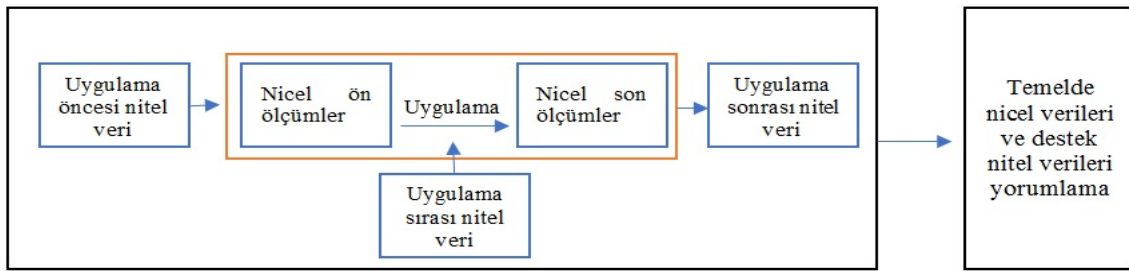 Uygulama
öncesi nitel
veri
Nicel ön
ölçümler
Uygulama
Nicel son
ölçümler
Uygulama
sonrası nitel
veri
Uygulama
sırası nitel
veri
Temelde
nicel verileri
ve destek
nitel verileri
yorumlama